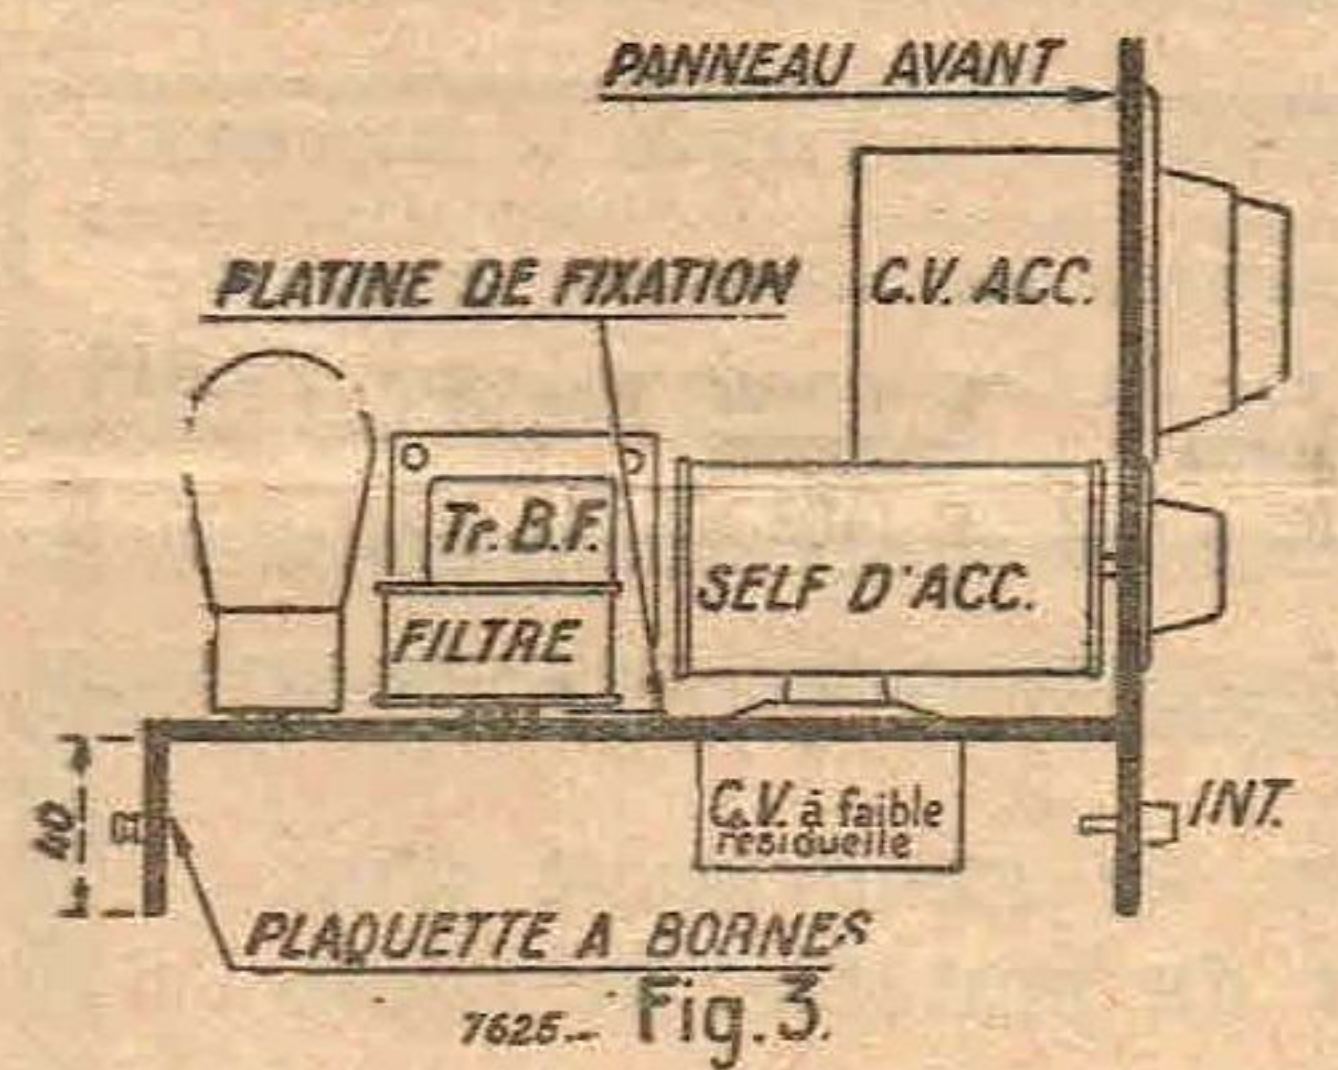 PANNEAU AVANT
PLATINE DE FIXATION
C.V. ACC.
Tr. B.F.
SELF D'ACC.
FILTRE
40
C.V. à faible
résiduelle
INT.
PLAQUETTE A BORNES
7625.- Fig. 3.